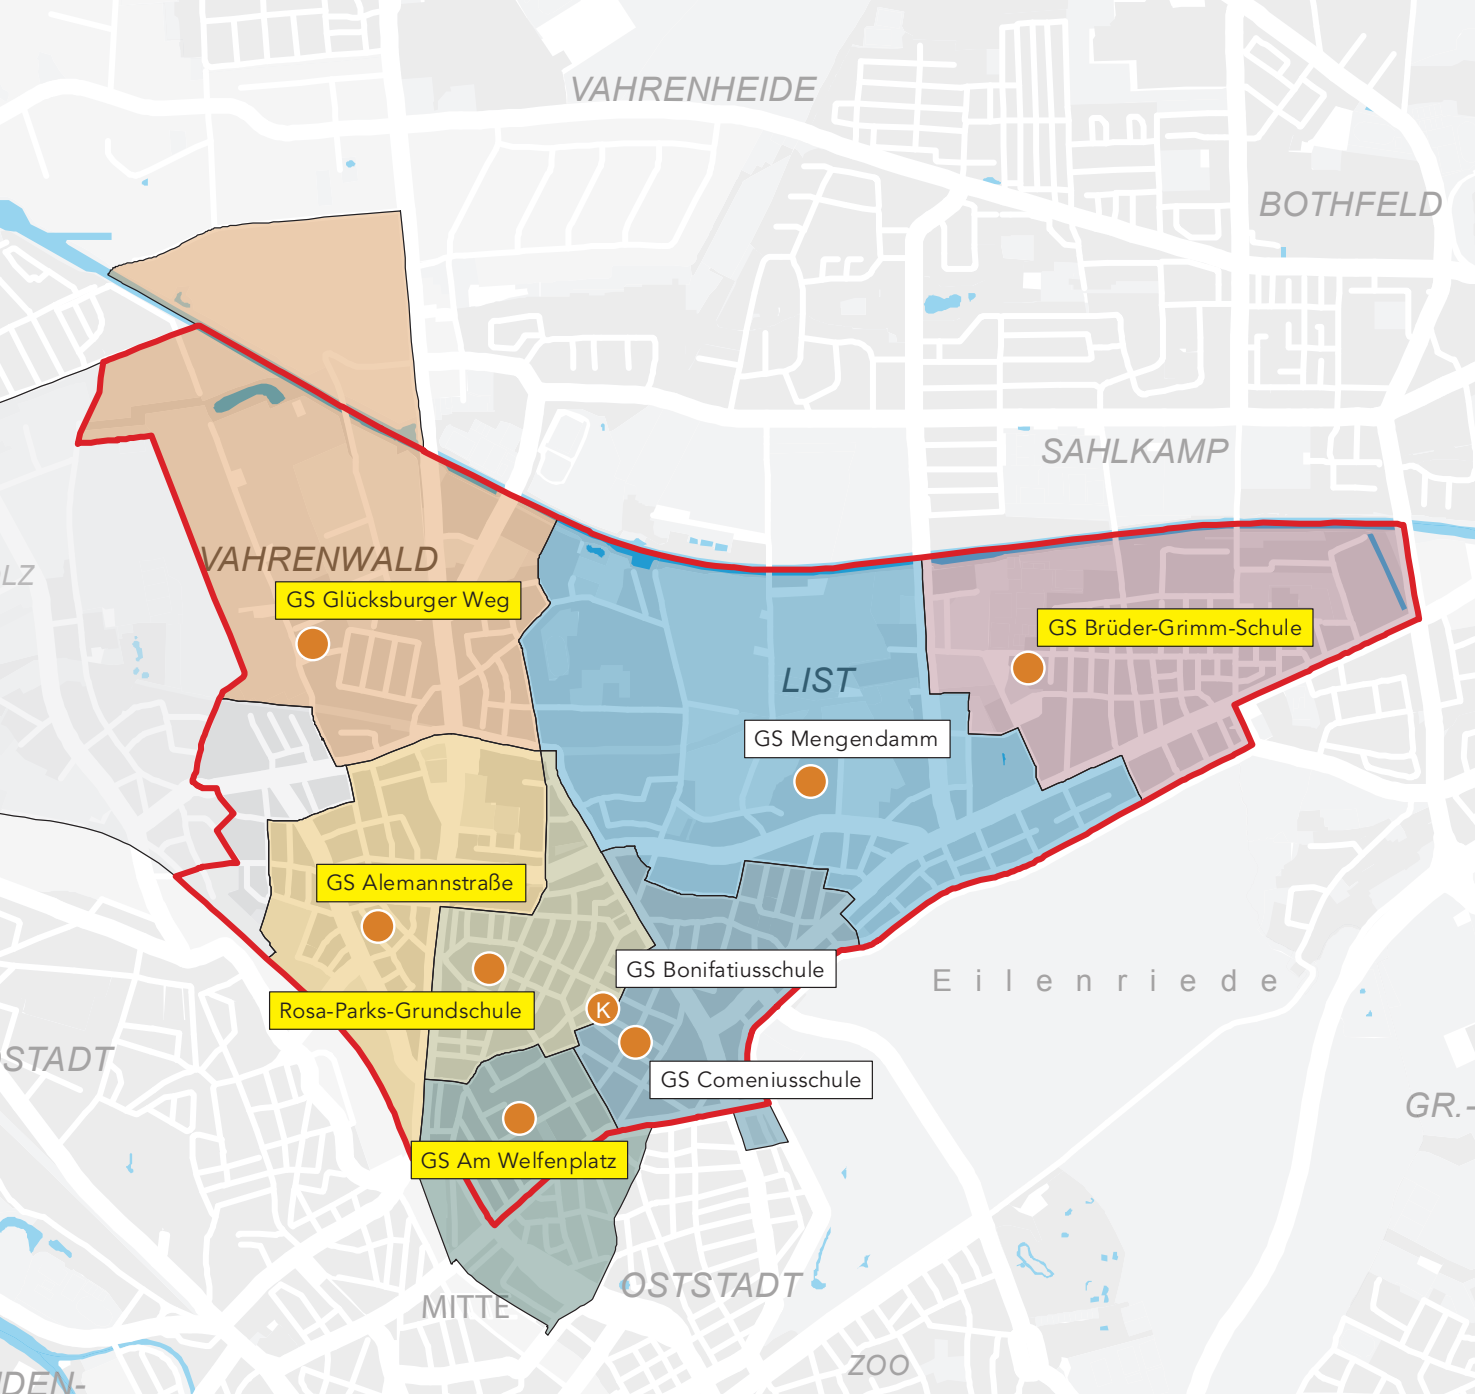 VAHRENHEIDE
BOTHFELD
SAHLKAMP
VAHRENWALD
LZ
GS Glücksburger Weg
GS Brüder-Grimm-Schule
LIST
GS Mengendamm
GS Alemannstraße
GS Bonifatiusschule
Eilenriede
Rosa-Parks-Grundschule
K
STADT
GS Comeniusschule
GR.-
GS Am Welfenplatz
OSTSTADT
MITTE
ZOO
DEN-